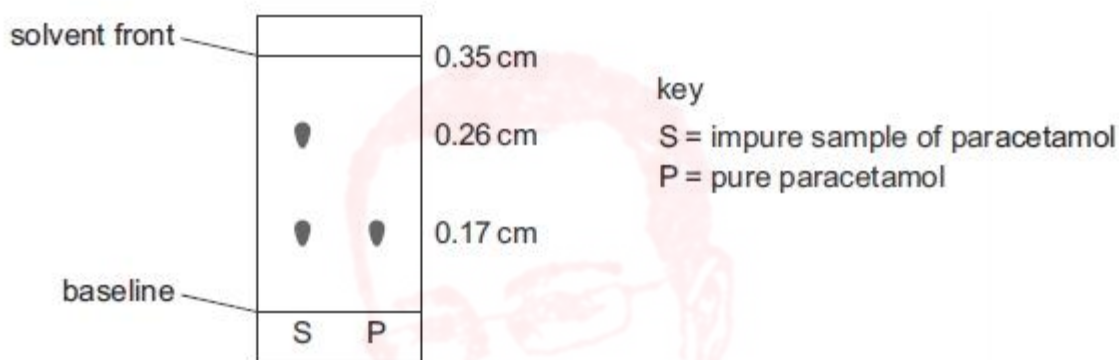 solvent front
0.35 cm
key
0.26 cm
S = impure sample of paracetamol
P = pure paracetamol
0.17 cm
baseline
S P